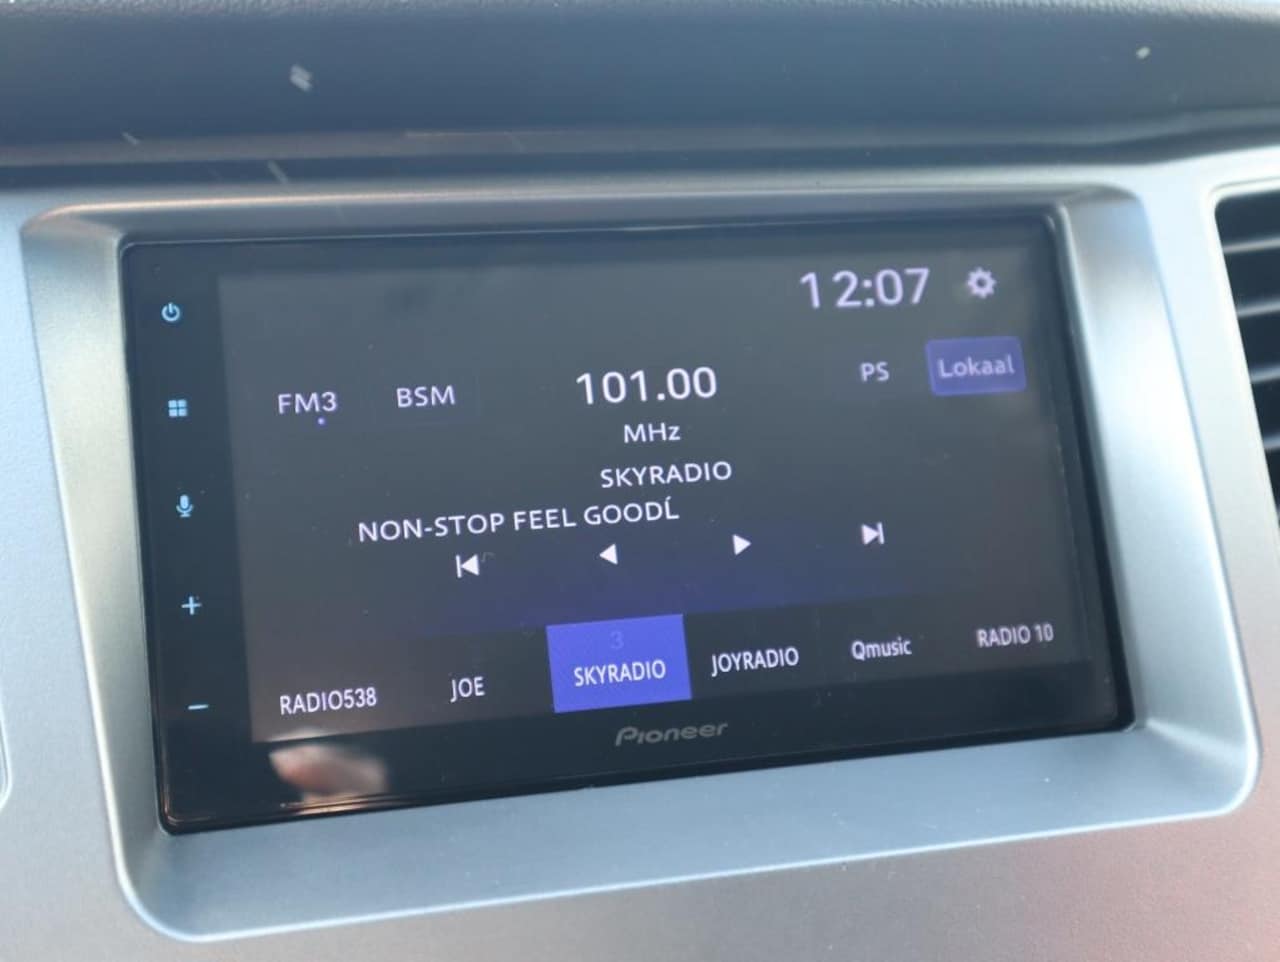 12:07
FM3 BSM 101.00 PS Lokaal
MHz
SKYRADIO
NON-STOP FEEL GOODĹ
3
RADIO538 JOE SKYRADIO JOYRADIO Qmusic RADIO 10
Pioneer